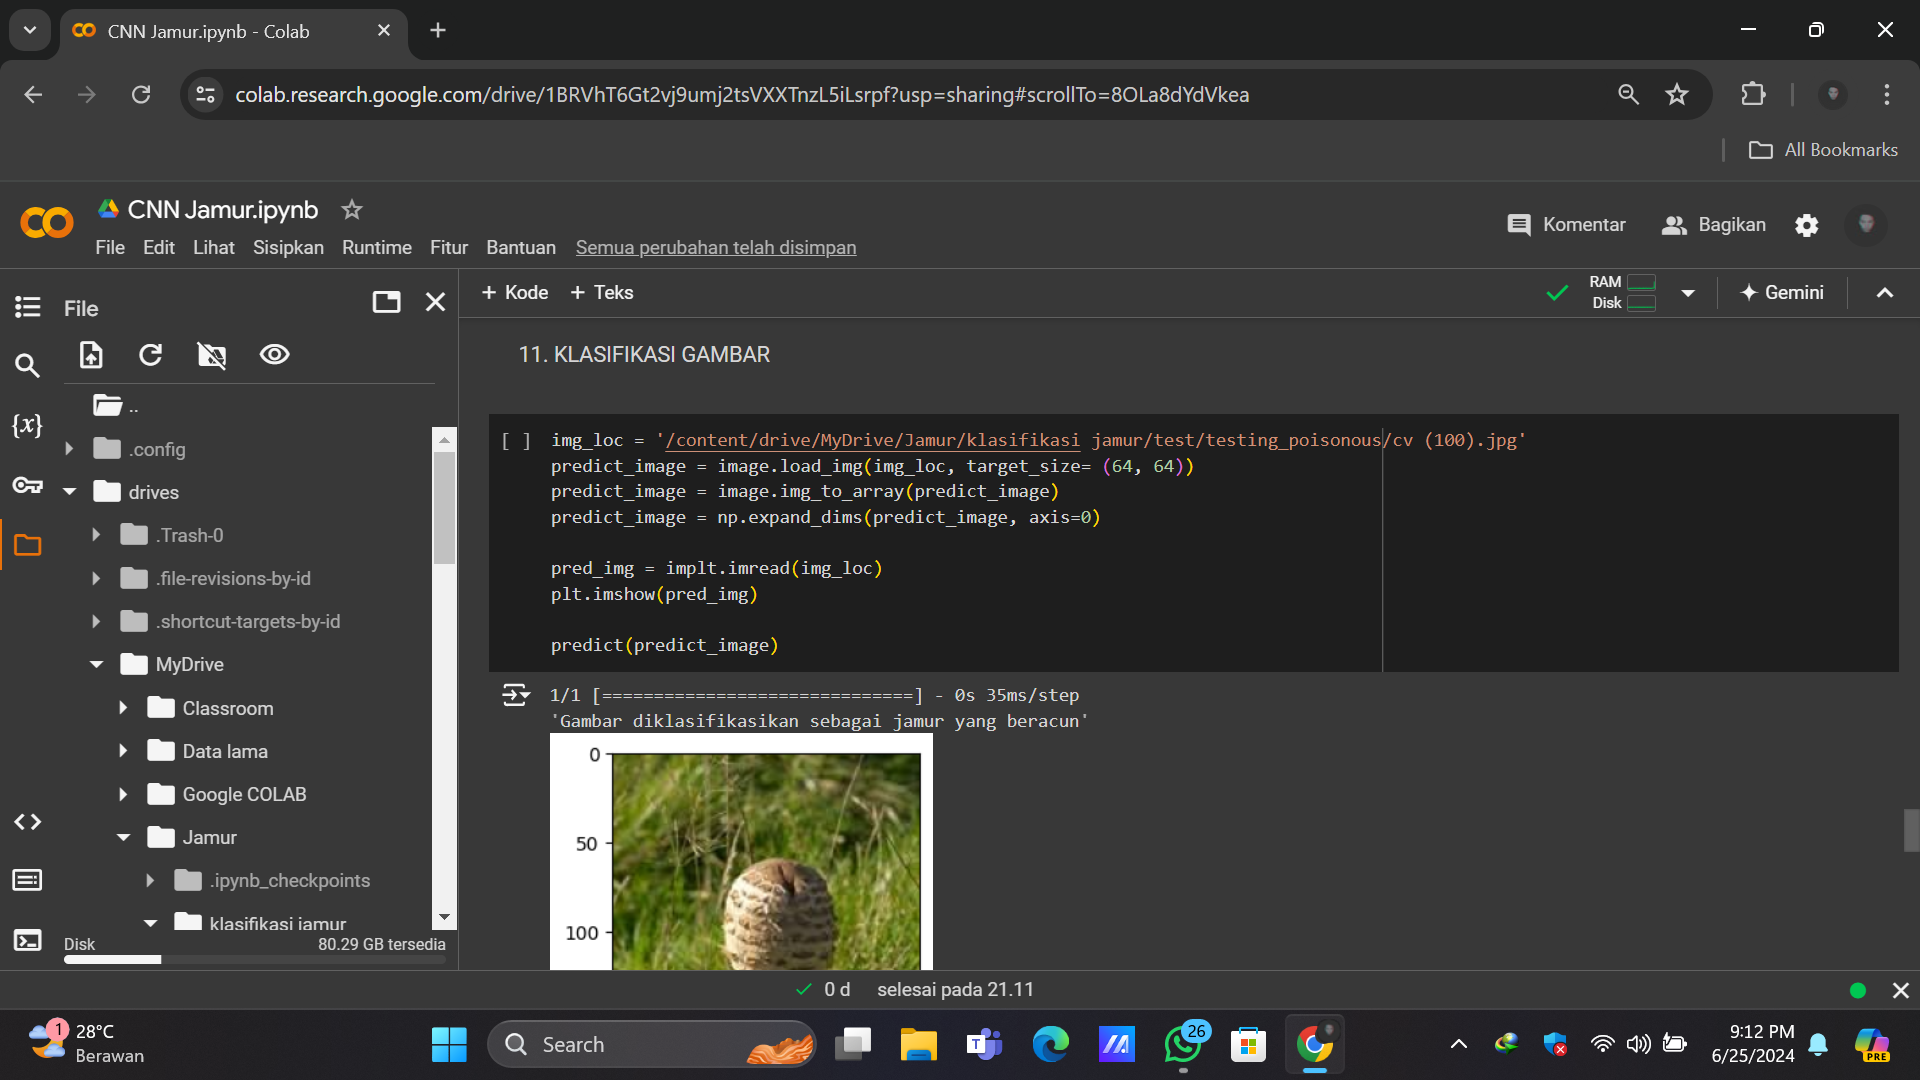 CNN Jamur.ipynb - Colab
colab.research.google.com/drive/1BRVhT6Gt2vj9umj2tsVXXTnzL5iLsrpf?usp=sharing#scrollTo=8OLa8dYdVkea
All Bookmarks
CNN Jamur.ipynb
File Edit Lihat Sisipkan Runtime Fitur Bantuan Semua perubahan telah disimpan
Komentar Bagikan
File
+ Kode + Teks
RAM
Disk
Gemini
{x}
..
.config
drives
.Trash-0
.file-revisions-by-id
.shortcut-targets-by-id
MyDrive
Classroom
Data lama
Google COLAB
Jamur
.ipynb_checkpoints
klasifikasi jamur
Disk 80.29 GB tersedia
11. KLASIFIKASI GAMBAR
[ ] img_loc = '/content/drive/MyDrive/Jamur/klasifikasi jamur/test/testing_poisonous/cv (100).jpg'
predict_image = image.load_img(img_loc, target_size= (64, 64))
predict_image = image.img_to_array(predict_image)
predict_image = np.expand_dims(predict_image, axis=0)
pred_img = implt.imread(img_loc)
plt.imshow(pred_img)
predict(predict_image)
1/1 [==============================] - 0s 35ms/step
'Gambar diklasifikasikan sebagai jamur yang beracun'
0
50
100
0 d selesai pada 21.11
1
28°C
Berawan
Search
T
26
9:12 PM
6/25/2024
PRE